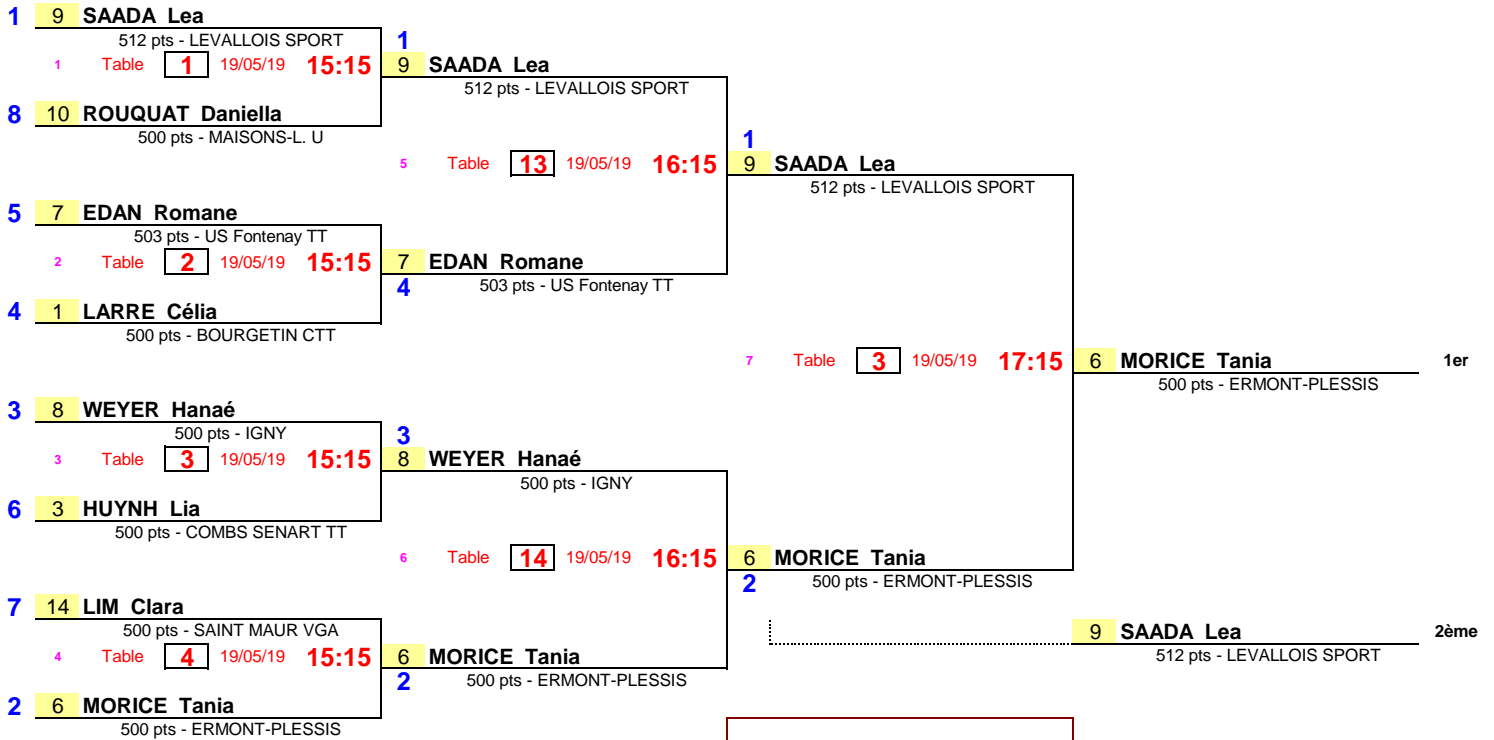 1 9 SAADA Lea
512 pts - LEVALLOIS SPORT
1 Table 1 19/05/19 15:15
8 10 ROUQUAT Daniella
500 pts - MAISONS-L. U
5 7 EDAN Romane
503 pts - US Fontenay TT
2 Table 2 19/05/19 15:15
4 1 LARRE Célia
500 pts - BOURGETIN CTT
3 8 WEYER Hanaé
500 pts - IGNY
3 Table 3 19/05/19 15:15
6 3 HUYNH Lia
500 pts - COMBS SENART TT
7 14 LIM Clara
500 pts - SAINT MAUR VGA
4 Table 4 19/05/19 15:15
2 6 MORICE Tania
500 pts - ERMONT-PLESSIS
1
9 SAADA Lea
512 pts - LEVALLOIS SPORT
5 Table 13 19/05/19 16:15
7 EDAN Romane
4 503 pts - US Fontenay TT
3
8 WEYER Hanaé
500 pts - IGNY
6 Table 14 19/05/19 16:15
6 MORICE Tania
2 500 pts - ERMONT-PLESSIS
1
9 SAADA Lea
512 pts - LEVALLOIS SPORT
7 Table 3 19/05/19 17:15
6 MORICE Tania
2 500 pts - ERMONT-PLESSIS
6 MORICE Tania 1er
500 pts - ERMONT-PLESSIS
9 SAADA Lea 2ème
512 pts - LEVALLOIS SPORT